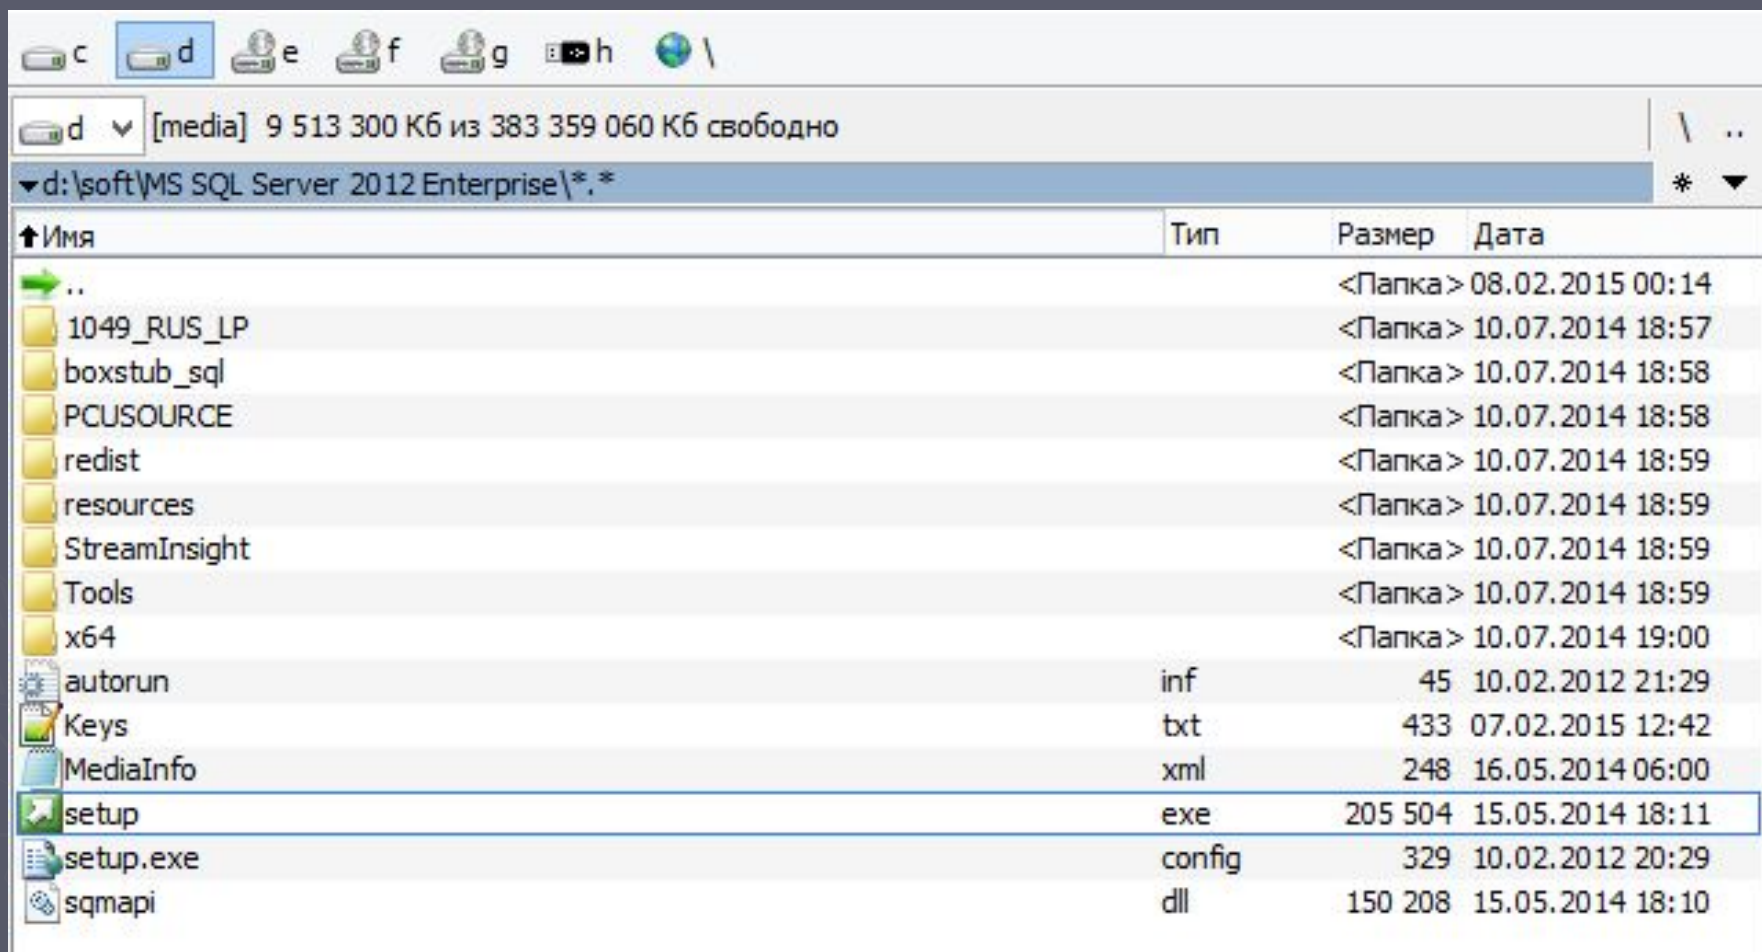 c d e f g h \
d [media] 9 513 300 Кб из 383 359 060 Кб свободно \ ..
d:\soft\MS SQL Server 2012 Enterprise\*.* *
Имя Тип Размер Дата
.. <Папка> 08.02.2015 00:14
1049_RUS_LP <Папка> 10.07.2014 18:57
boxstub_sql <Папка> 10.07.2014 18:58
PCUSOURCE <Папка> 10.07.2014 18:58
redist <Папка> 10.07.2014 18:59
resources <Папка> 10.07.2014 18:59
StreamInsight <Папка> 10.07.2014 18:59
Tools <Папка> 10.07.2014 18:59
x64 <Папка> 10.07.2014 19:00
autorun inf 45 10.02.2012 21:29
Keys txt 433 07.02.2015 12:42
MediaInfo xml 248 16.05.2014 06:00
setup exe 205 504 15.05.2014 18:11
setup.exe config 329 10.02.2012 20:29
sqmapi dll 150 208 15.05.2014 18:10